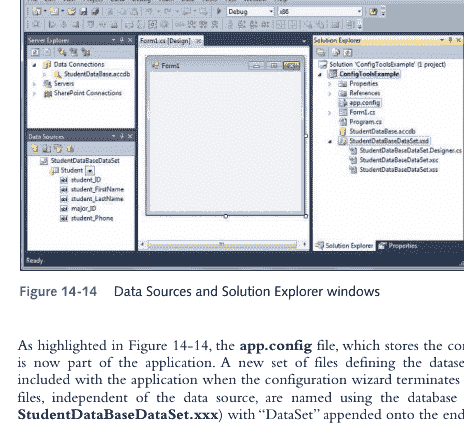 Debug x86
Server Explorer
Data Connections
StudentDataBase.accdb
Servers
SharePoint Connections
Data Sources
StudentDataBaseDataSet
Student
student_ID
student_FirstName
student_LastName
major_ID
student_Phone
Form1.cs [Design]
Form1
Solution Explorer
Solution 'ConfigToolsExample' (1 project)
ConfigToolsExample
Properties
References
app.config
Form1.cs
Program.cs
StudentDataBase.accdb
StudentDataBaseDataSet.xsd
StudentDataBaseDataSet.Designer.cs
StudentDataBaseDataSet.xsc
StudentDataBaseDataSet.xss
Solution Explorer Properties
Ready
Figure 14-14 Data Sources and Solution Explorer windows
As highlighted in Figure 14-14, the app.config file, which stores the co
is now part of the application. A new set of files defining the datase
included with the application when the configuration wizard terminates
files, independent of the data source, are named using the database
StudentDataBaseDataSet.xxx) with “DataSet” appended onto the end